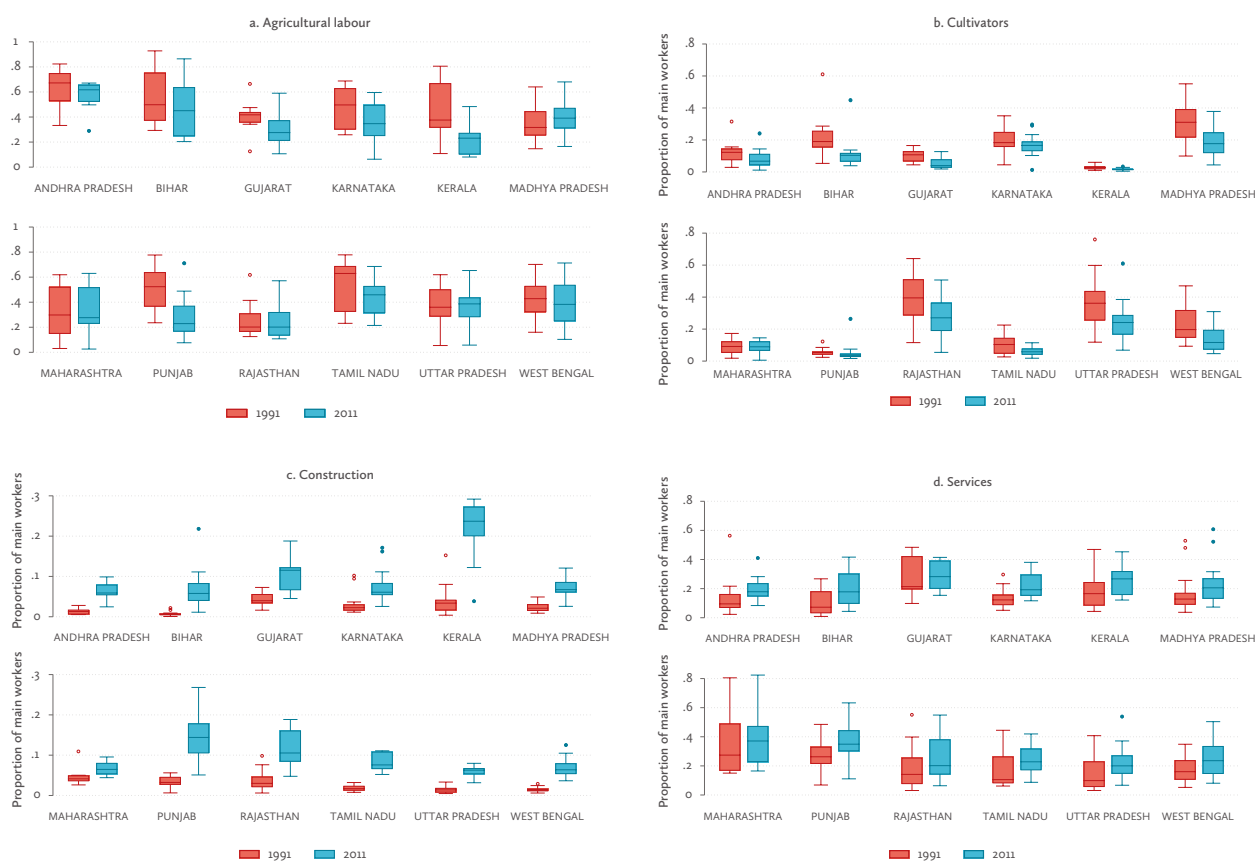 a. Agricultural labour
1
.8
.6
.4
.2
0
ANDHRA PRADESH BIHAR GUJARAT KARNATAKA KERALA MADHYA PRADESH
1
.8
.6
.4
.2
0
MAHARASHTRA PUNJAB RAJASTHAN TAMIL NADU UTTAR PRADESH WEST BENGAL
1991 2011
b. Cultivators
Proportion of main workers
.8
.6
.4
.2
0
ANDHRA PRADESH BIHAR GUJARAT KARNATAKA KERALA MADHYA PRADESH
Proportion of main workers
.8
.6
.4
.2
0
MAHARASHTRA PUNJAB RAJASTHAN TAMIL NADU UTTAR PRADESH WEST BENGAL
1991 2011
c. Construction
Proportion of main workers
.3
.2
.1
0
ANDHRA PRADESH BIHAR GUJARAT KARNATAKA KERALA MADHYA PRADESH
Proportion of main workers
.3
.2
.1
0
MAHARASHTRA PUNJAB RAJASTHAN TAMIL NADU UTTAR PRADESH WEST BENGAL
1991 2011
d. Services
Proportion of main workers
.8
.6
.4
.2
0
ANDHRA PRADESH BIHAR GUJARAT KARNATAKA KERALA MADHYA PRADESH
Proportion of main workers
.8
.6
.4
.2
0
MAHARASHTRA PUNJAB RAJASTHAN TAMIL NADU UTTAR PRADESH WEST BENGAL
1991 2011